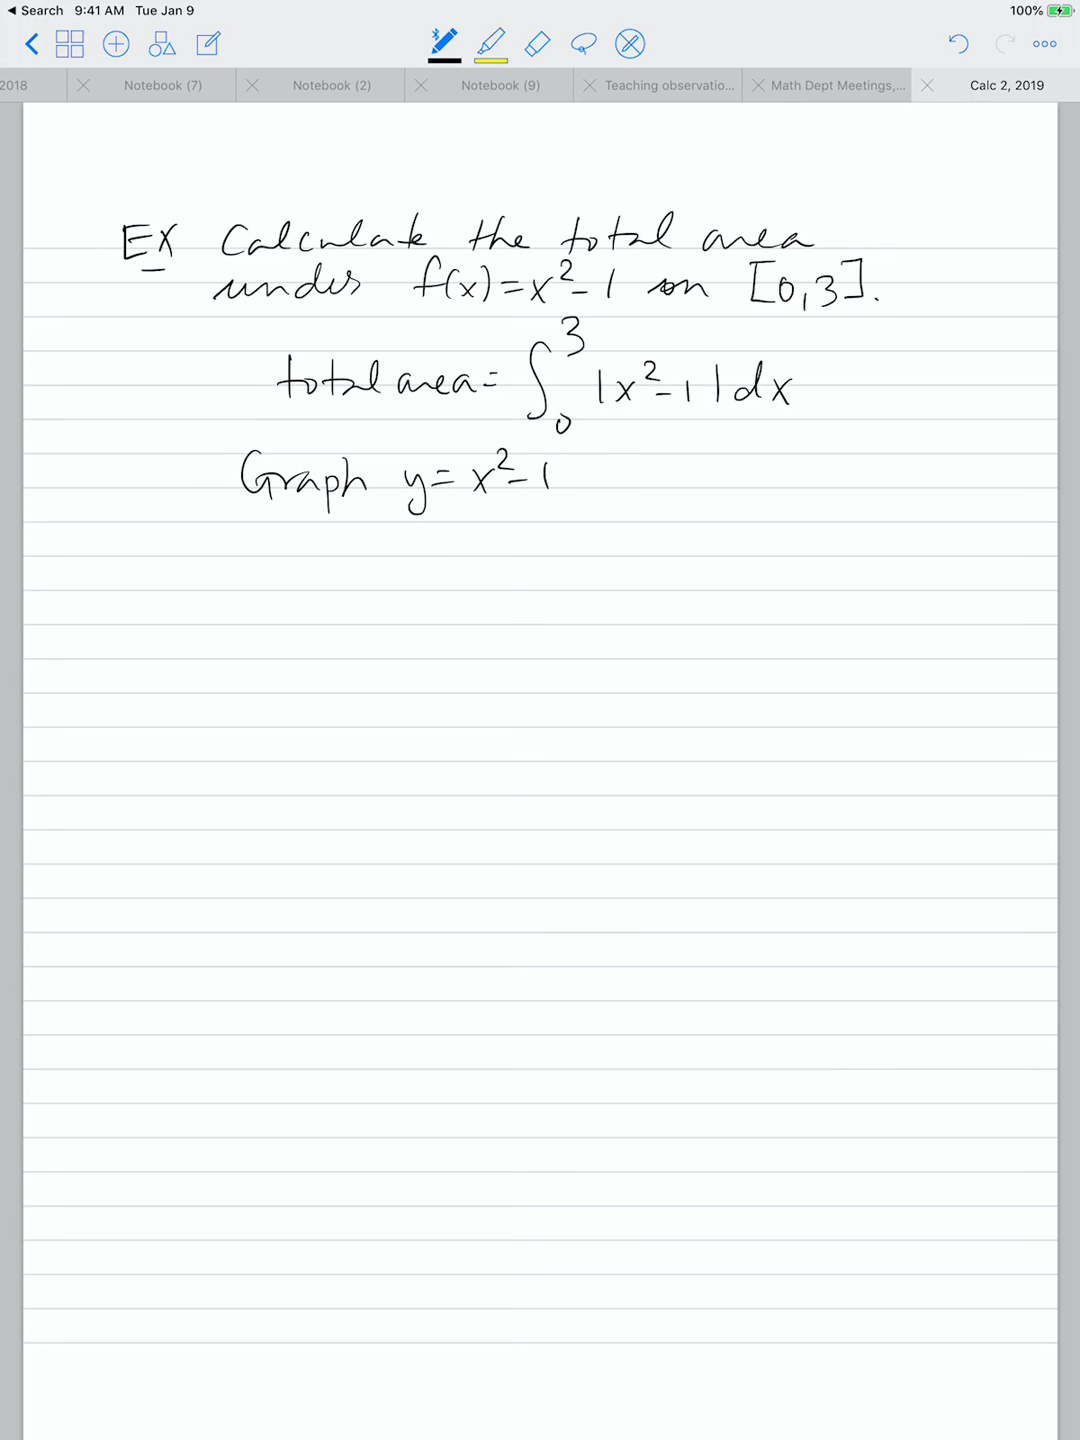 Search 9:41 AM Tue Jan 9 100%
2018 Notebook (7) Notebook (2) Notebook (9) Teaching observatio... Math Dept Meetings,... Calc 2, 2019
EX Calculate the total area
under f(x)=x²-1 on [0,3].
total area = ∫₀³ |x²-1| dx
Graph y=x²-1